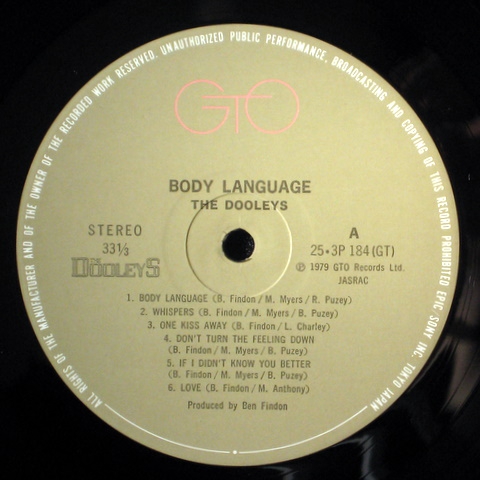 ALL RIGHTS OF THE MANUFACTURER AND OF THE OWNER OF THE RECORDED WORK RESERVED. UNAUTHORIZED PUBLIC PERFORMANCE, BROADCASTING AND COPYING OF THIS RECORD PROHIBITED EPIC SONY INC. TOKYO JAPAN
GTO
BODY LANGUAGE
THE DOOLEYS
STEREO
33⅓
THE DOOLEYS
A
25•3P 184 (GT)
℗ 1979 GTO Records Ltd.
JASRAC
1. BODY LANGUAGE (B. Findon / M. Myers / R. Puzey)
2. WHISPERS (B. Findon / M. Myers / B. Puzey)
3. ONE KISS AWAY (B. Findon / L. Charley)
4. DON'T TURN THE FEELING DOWN
(B. Findon / M. Myers / B. Puzey)
5. IF I DIDN'T KNOW YOU BETTER
(B. Findon / M. Myers / B. Puzey)
6. LOVE (B. Findon / M. Anthony)
Produced by Ben Findon